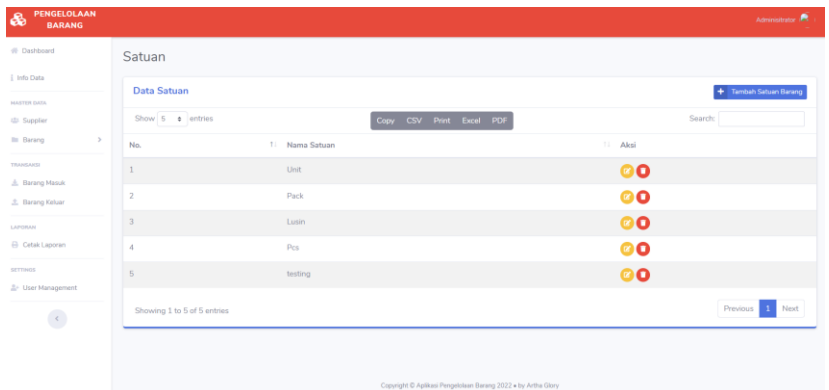 PENGELOLAAN
BARANG
Administrator
Dashboard
Info Data
MASTER DATA
Supplier
Barang
TRANSAKSI
Barang Masuk
Barang Keluar
LAPORAN
Cetak Laporan
SETTINGS
User Management
Satuan
Data Satuan
+ Tambah Satuan Barang
Show 5 entries
Copy CSV Print Excel PDF
Search:
No. Nama Satuan Aksi
1 Unit
2 Pack
3 Lusin
4 Pcs
5 testing
Showing 1 to 5 of 5 entries
Previous 1 Next
Copyright © Aplikasi Pengelolaan Barang 2022 • by Artha Glory